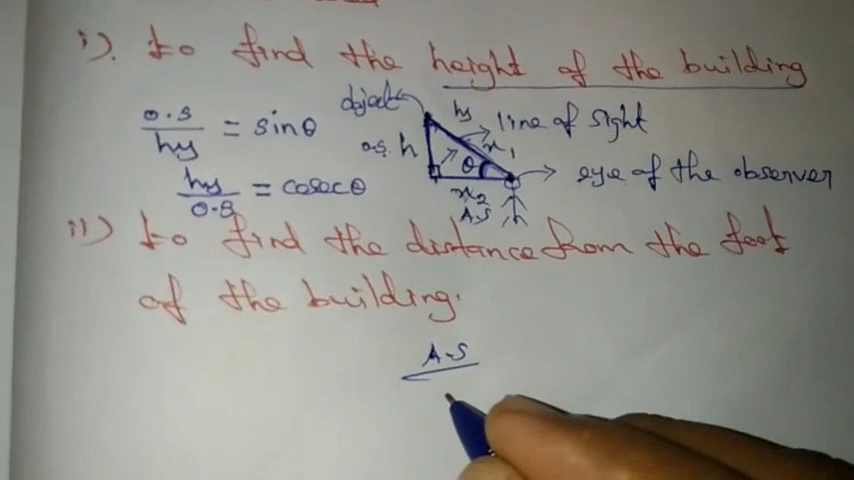 i). to find the height of the building
object hy line of sight
o.s/hy = sinθ o.s. h θ x₁
eye of the observer
hy/o.s = cosecθ x₂
A.S
ii) to find the distance from the foot
of the building.
A.S